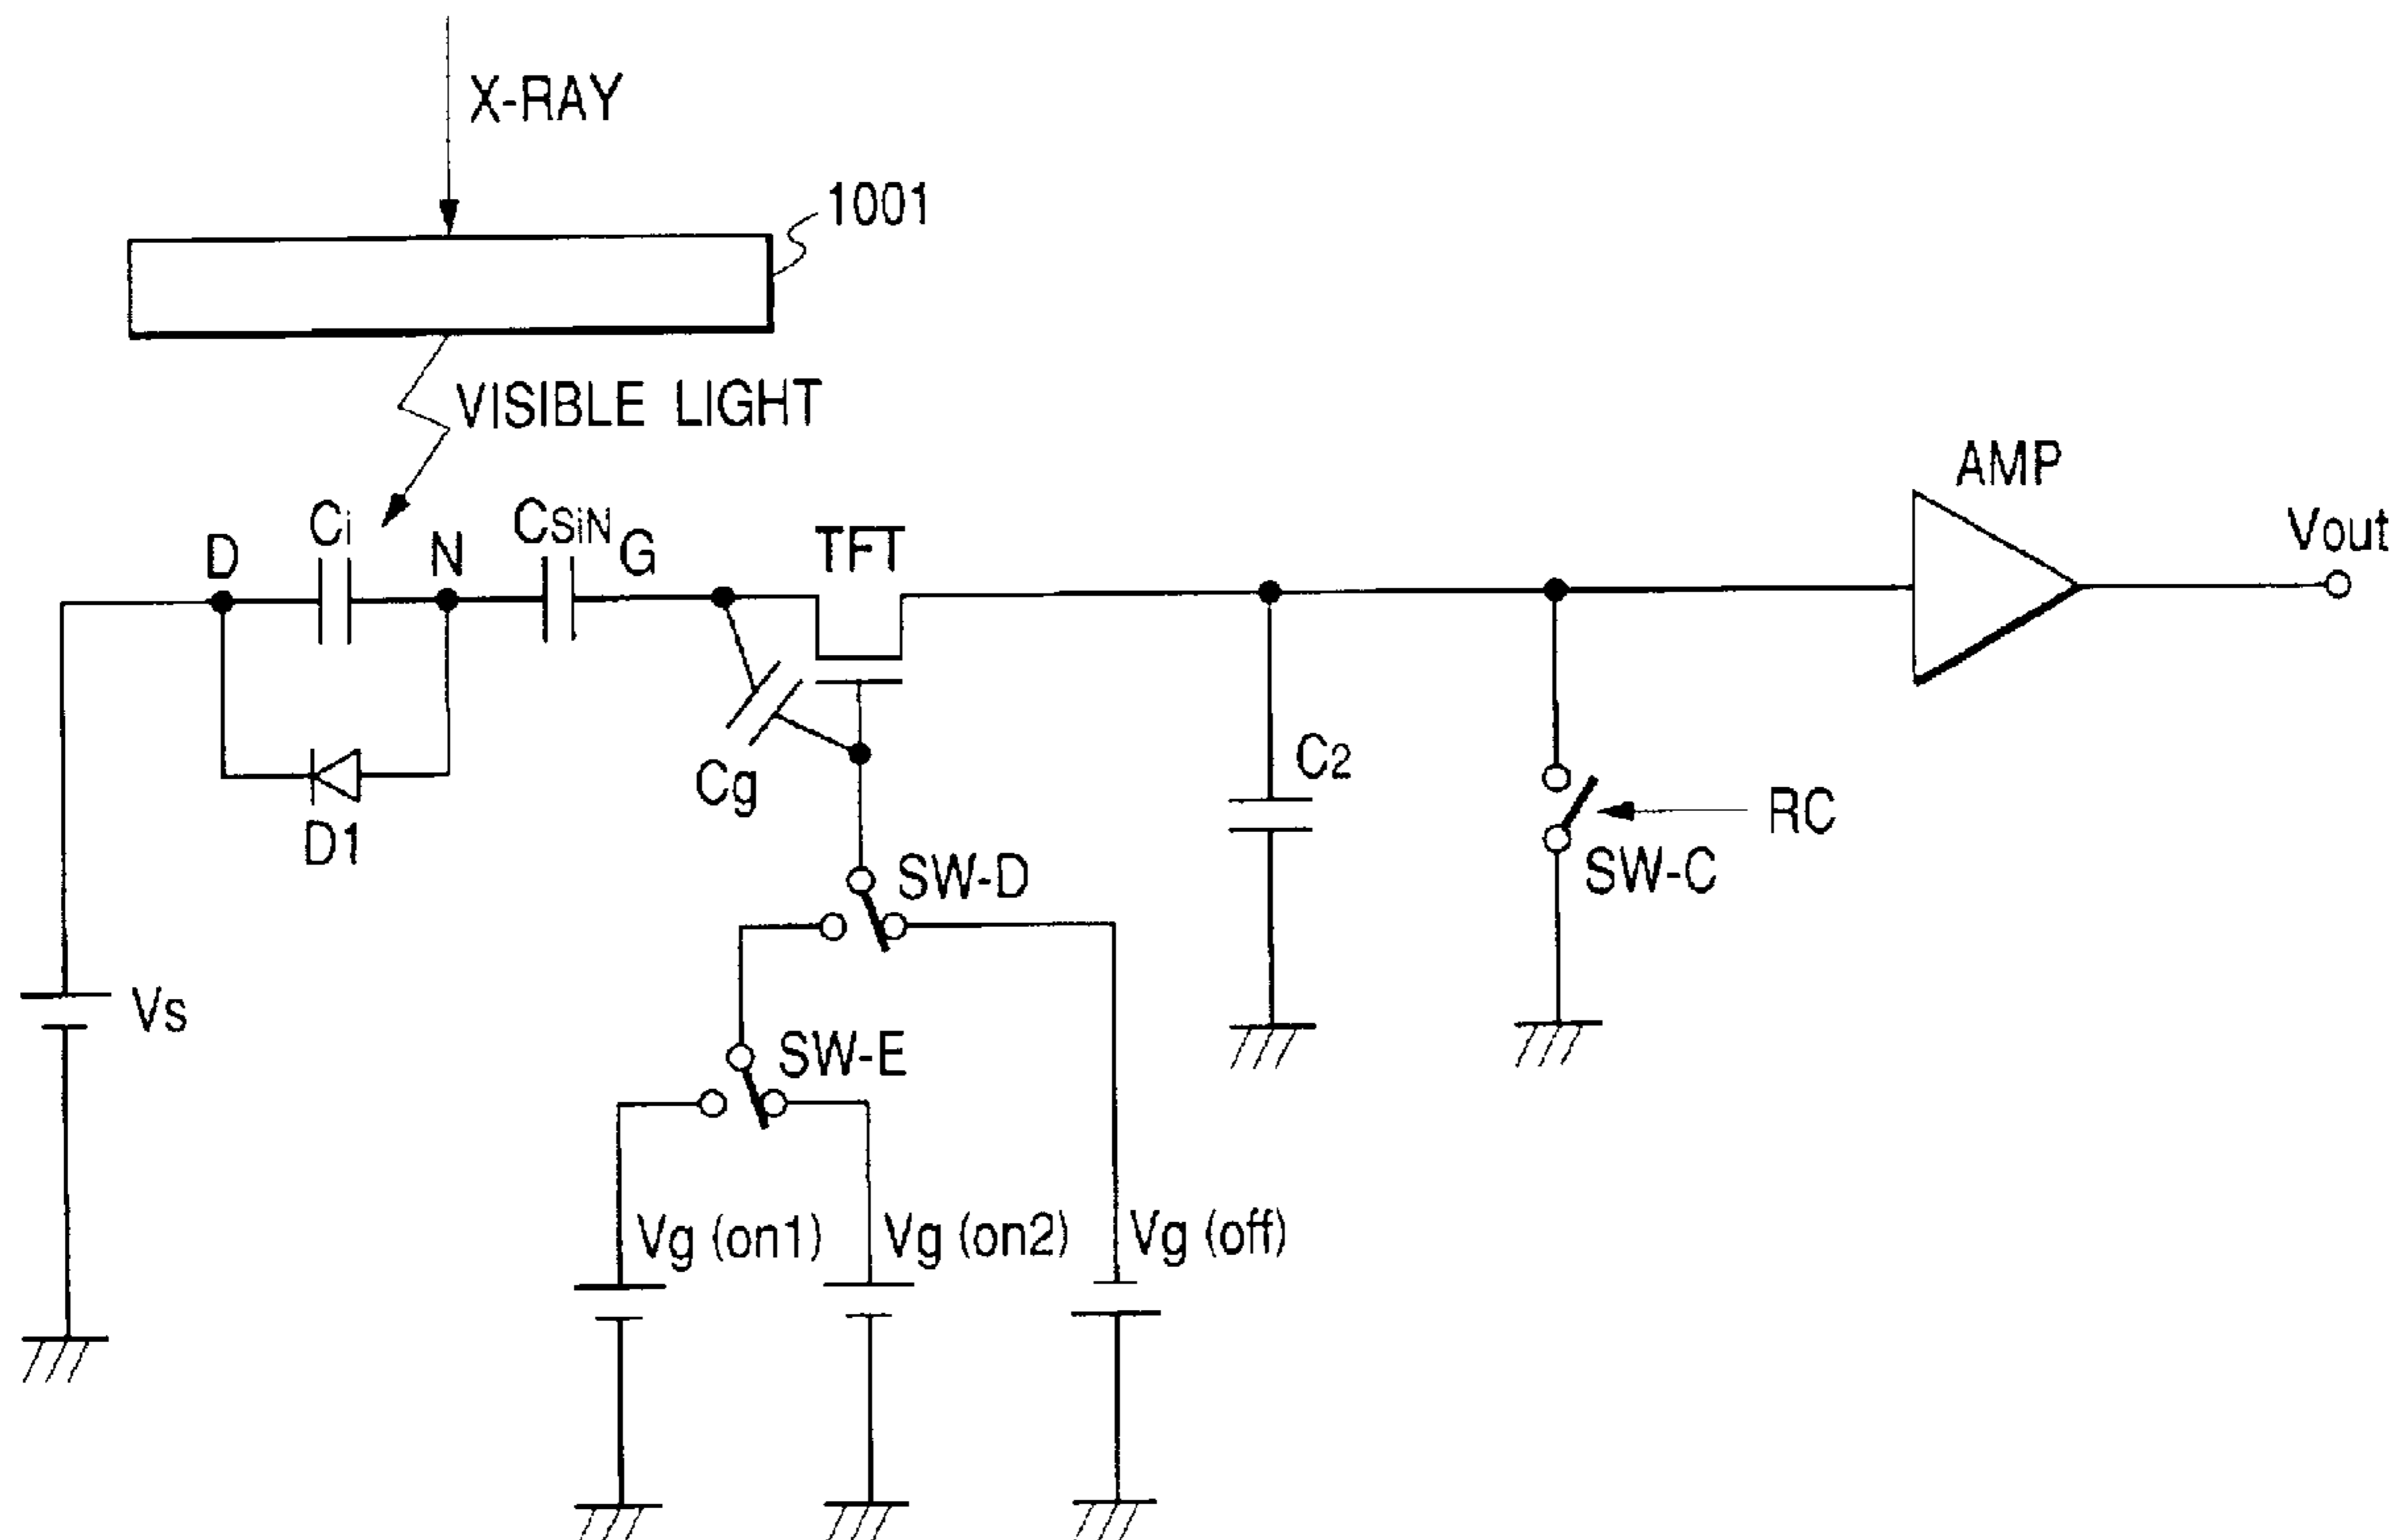 X-RAY
1001
VISIBLE LIGHT
AMP
Vout
D
Ci
N
CSiN
G
TFT
Cg
C2
D1
RC
SW-C
SW-D
Vs
SW-E
Vg (on1)
Vg (on2)
Vg (off)